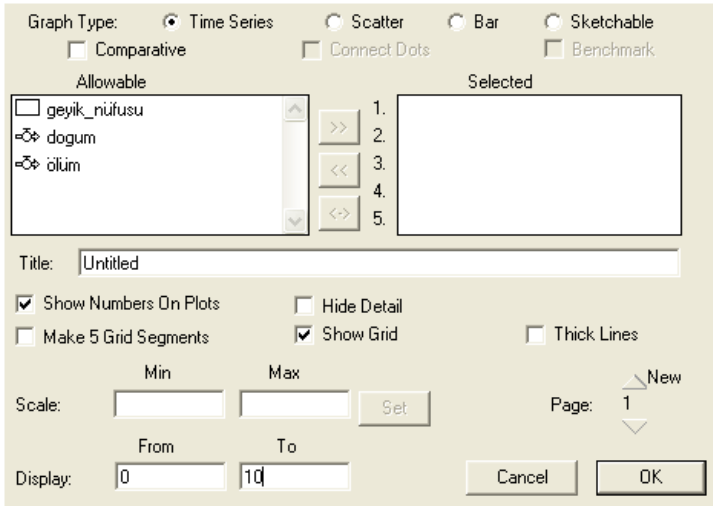 Graph Type: Time Series Scatter Bar Sketchable
Comparative Connect Dots Benchmark
Allowable Selected
geyik_nüfusu
dogum
ölüm
>>
<<
<->
1.
2.
3.
4.
5.
Title: Untitled
Show Numbers On Plots Hide Detail
Make 5 Grid Segments Show Grid Thick Lines
Min Max New
Scale: Set Page: 1
From To
Display: 0 10 Cancel OK